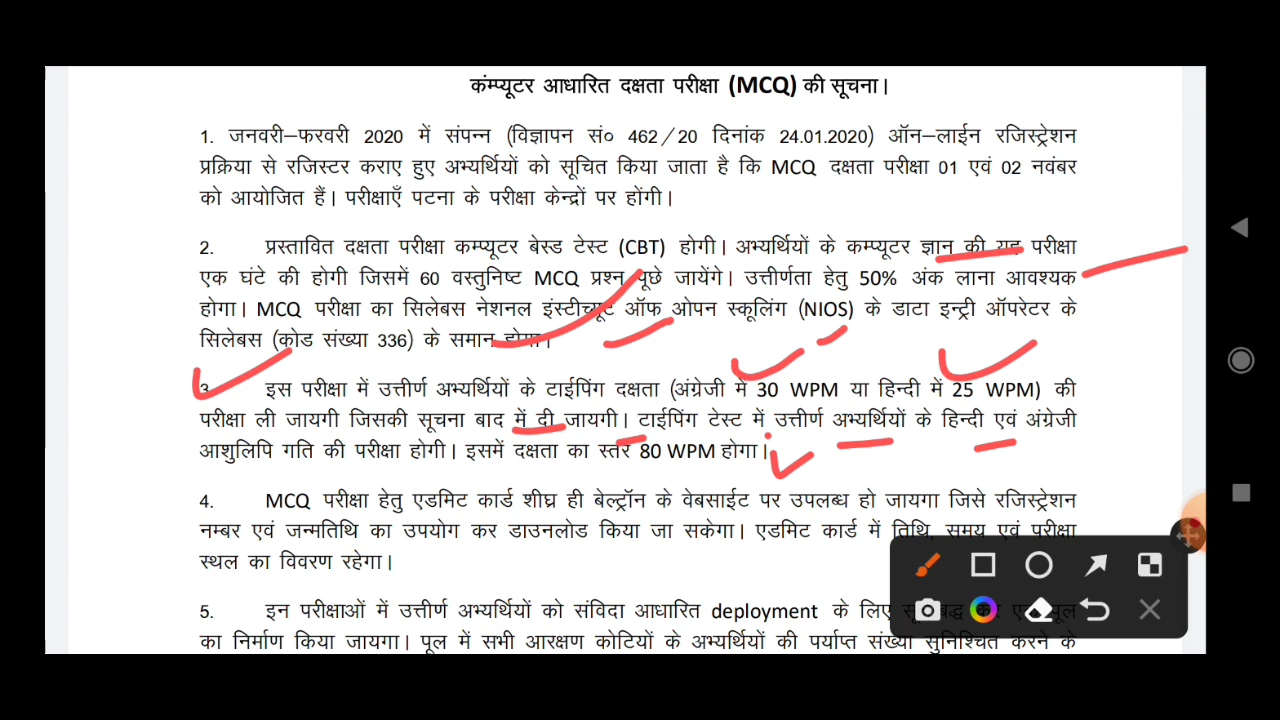 कंम्प्यूटर आधारित दक्षता परीक्षा (MCQ) की सूचना।
1. जनवरी–फरवरी 2020 में संपन्न (विज्ञापन सं० 462/20 दिनांक 24.01.2020) ऑन–लाईन रजिस्ट्रेशन
प्रक्रिया से रजिस्टर कराए हुए अभ्यर्थियों को सूचित किया जाता है कि MCQ दक्षता परीक्षा 01 एवं 02 नवंबर
को आयोजित हैं। परीक्षाएँ पटना के परीक्षा केन्द्रों पर होंगी।
2. प्रस्तावित दक्षता परीक्षा कम्प्यूटर बेस्ड टेस्ट (CBT) होगी। अभ्यर्थियों के कम्प्यूटर ज्ञान की यह परीक्षा
एक घंटे की होगी जिसमें 60 वस्तुनिष्ट MCQ प्रश्न पूछे जायेंगे। उत्तीर्णता हेतु 50% अंक लाना आवश्यक
होगा। MCQ परीक्षा का सिलेबस नेशनल इंस्टीच्यूट ऑफ ओपन स्कूलिंग (NIOS) के डाटा इन्ट्री ऑपरेटर के
सिलेबस (कोड संख्या 336) के समान होगा।
3. इस परीक्षा में उत्तीर्ण अभ्यर्थियों के टाईपिंग दक्षता (अंग्रेजी में 30 WPM या हिन्दी में 25 WPM) की
परीक्षा ली जायगी जिसकी सूचना बाद में दी जायगी। टाईपिंग टेस्ट में उत्तीर्ण अभ्यर्थियों के हिन्दी एवं अंग्रेजी
आशुलिपि गति की परीक्षा होगी। इसमें दक्षता का स्तर 80 WPM होगा।
4. MCQ परीक्षा हेतु एडमिट कार्ड शीघ्र ही बेल्ट्रॉन के वेबसाईट पर उपलब्ध हो जायगा जिसे रजिस्ट्रेशन
नम्बर एवं जन्मतिथि का उपयोग कर डाउनलोड किया जा सकेगा। एडमिट कार्ड में तिथि, समय एवं परीक्षा
स्थल का विवरण रहेगा।
5. इन परीक्षाओं में उत्तीर्ण अभ्यर्थियों को संविदा आधारित deployment के लिए
का निर्माण किया जायगा। पूल में सभी आरक्षण कोटियों के अभ्यर्थियों की पर्याप्त संख्या सुनिश्चित करने के